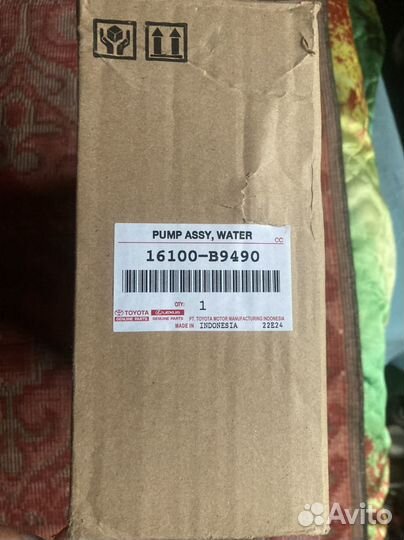 PUMP ASSY, WATER
CC
16100-B9490
QTY: 1
TOYOTA LEXUS
GENUINE PARTS GENUINE PARTS PT. TOYOTA MOTOR MANUFACTURING INDONESIA
MADE IN INDONESIA 22E24
Avito